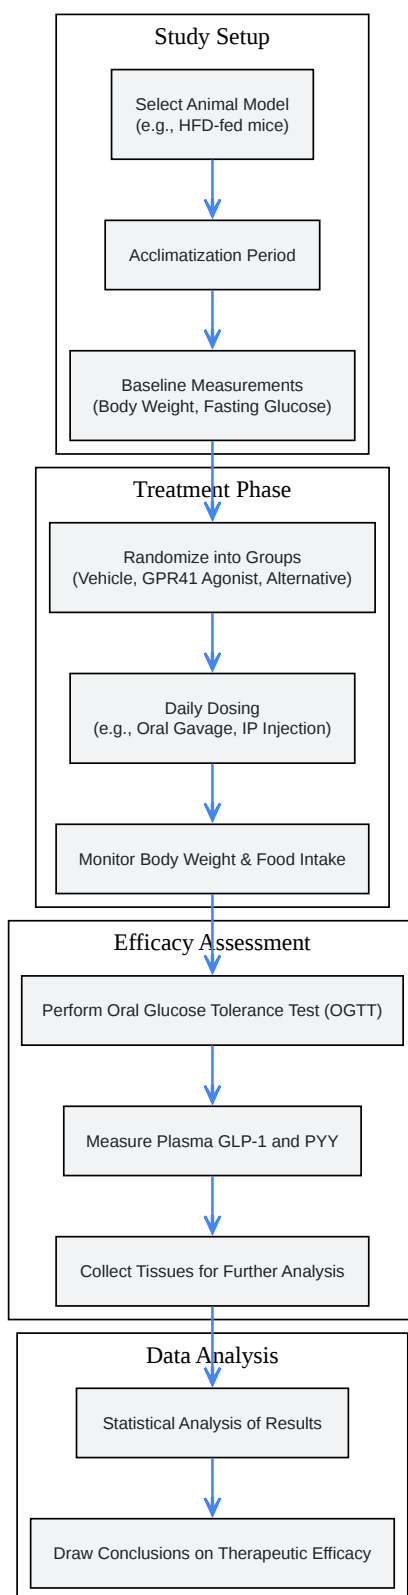 Study Setup
Select Animal Model
(e.g., HFD-fed mice)
Acclimatization Period
Baseline Measurements
(Body Weight, Fasting Glucose)
Treatment Phase
Randomize into Groups
(Vehicle, GPR41 Agonist, Alternative)
Daily Dosing
(e.g., Oral Gavage, IP Injection)
Monitor Body Weight & Food Intake
Efficacy Assessment
Perform Oral Glucose Tolerance Test (OGTT)
Measure Plasma GLP-1 and PYY
Collect Tissues for Further Analysis
Data Analysis
Statistical Analysis of Results
Draw Conclusions on Therapeutic Efficacy